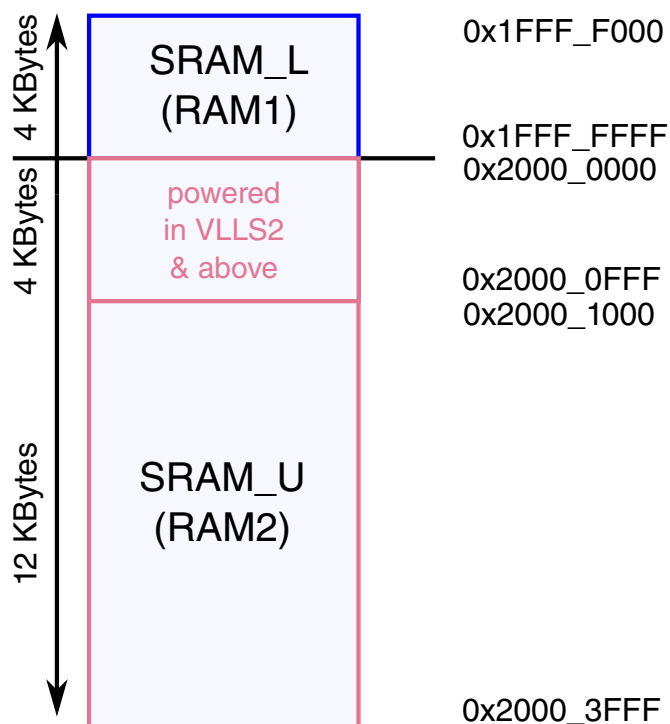 4 KBytes
SRAM_L
(RAM1)
0x1FFF_F000
0x1FFF_FFFF
0x2000_0000
4 KBytes
powered
in VLLS2
& above
0x2000_0FFF
0x2000_1000
12 KBytes
SRAM_U
(RAM2)
0x2000_3FFF